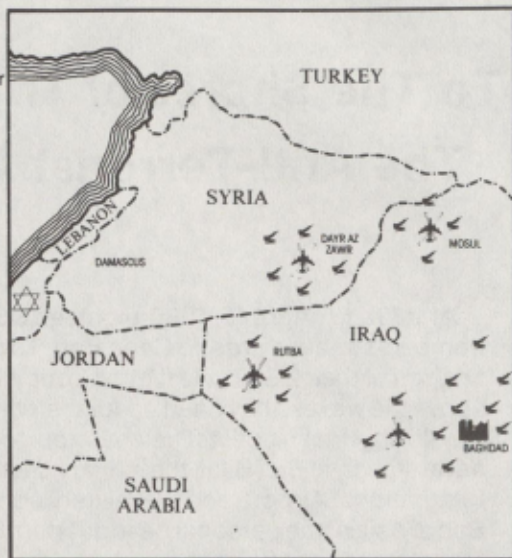 TURKEY
SYRIA
LEBANON
DAYR AZ
ZAWR
MOSUL
DAMASCUS
IRAQ
JORDAN
RUTBA
BAGHDAD
SAUDI
ARABIA